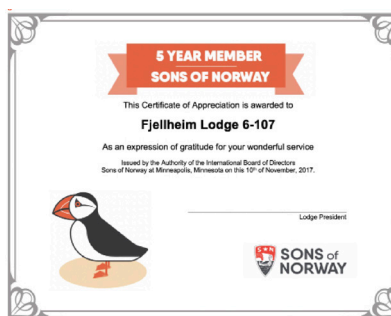 5 YEAR MEMBER
SONS OF NORWAY
This Certificate of Appreciation is awarded to
Fjellheim Lodge 6-107
As an expression of gratitude for your wonderful service
Issued by the Authority of the International Board of Directors
Sons of Norway at Minneapolis, Minnesota on this 10th of November, 2017.
Lodge President
SONS of
NORWAY